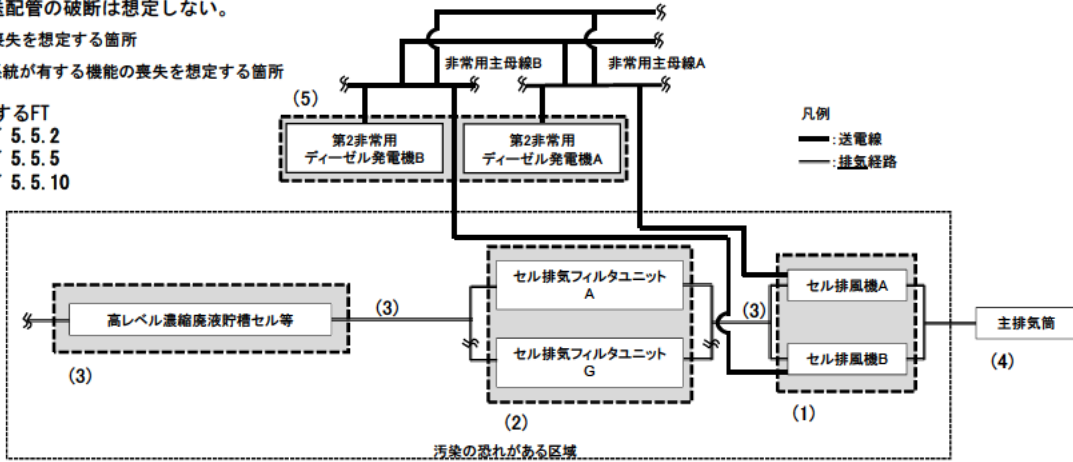 送配管の破断は想定しない。
喪失を想定する箇所
系統が有する機能の喪失を想定する箇所
するFT
5.5.2
5.5.5
5.5.10
非常用主母線B
非常用主母線A
(5)
第2非常用
ディーゼル発電機B
第2非常用
ディーゼル発電機A
凡例
:送電線
:排気経路
高レベル濃縮廃液貯槽セル等
(3)
(3)
セル排気フィルタユニット
A
セル排気フィルタユニット
G
(2)
(3)
セル排風機A
セル排風機B
(1)
主排気筒
(4)
汚染の恐れがある区域